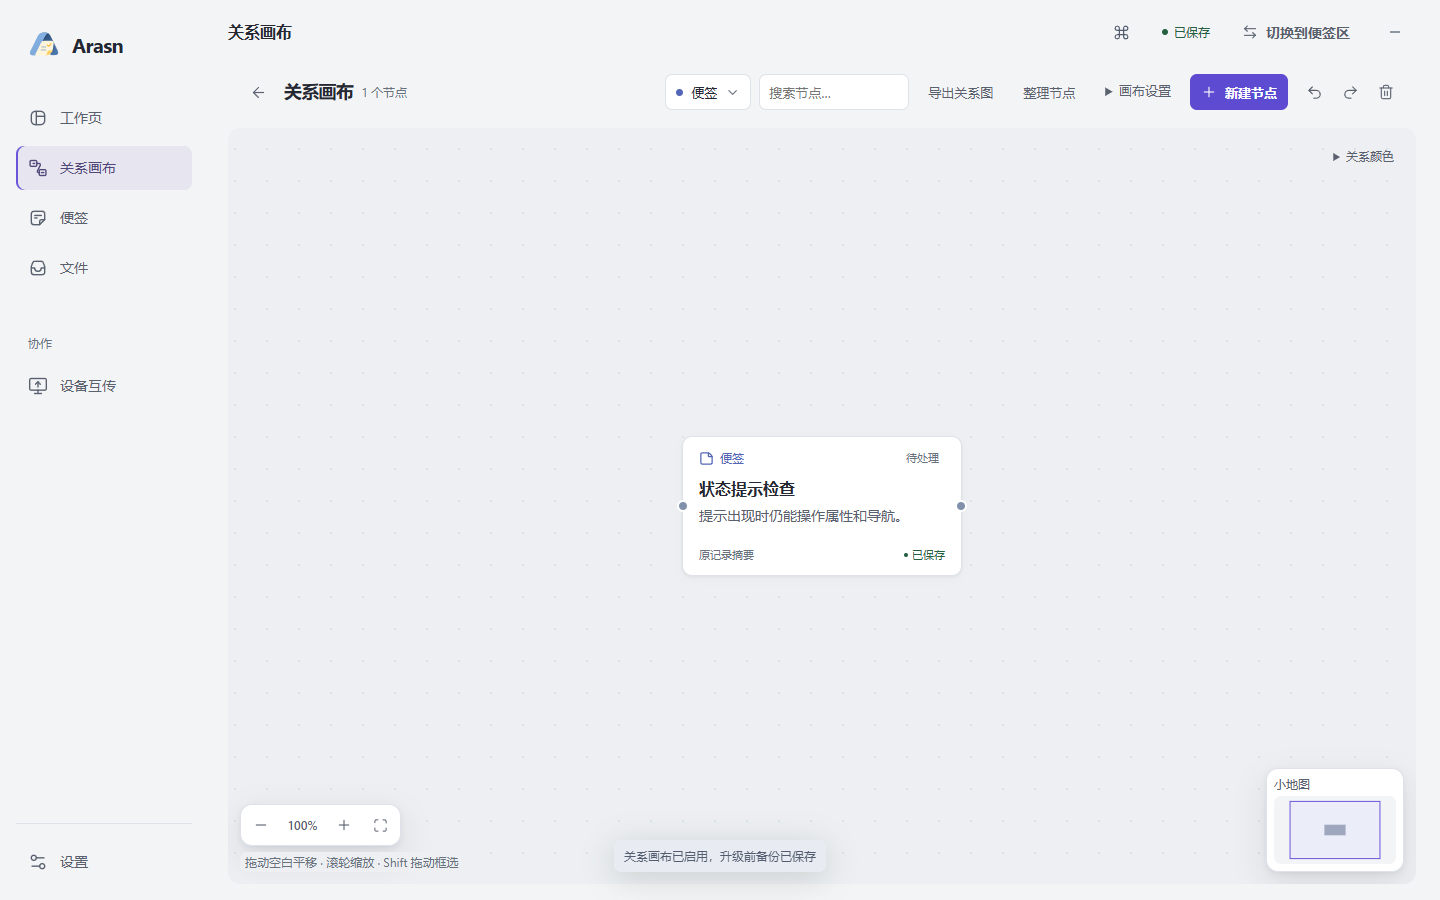 Arasn
工作页
关系画布
便签
文件
协作
设备互传
设置
关系画布
已保存
切换到便签区
关系画布 1 个节点
便签
搜索节点...
导出关系图
整理节点
画布设置
新建节点
关系颜色
便签
待处理
状态提示检查
提示出现时仍能操作属性和导航。
原记录摘要
已保存
小地图
100%
拖动空白平移 · 滚轮缩放 · Shift 拖动框选
关系画布已启用，升级前备份已保存